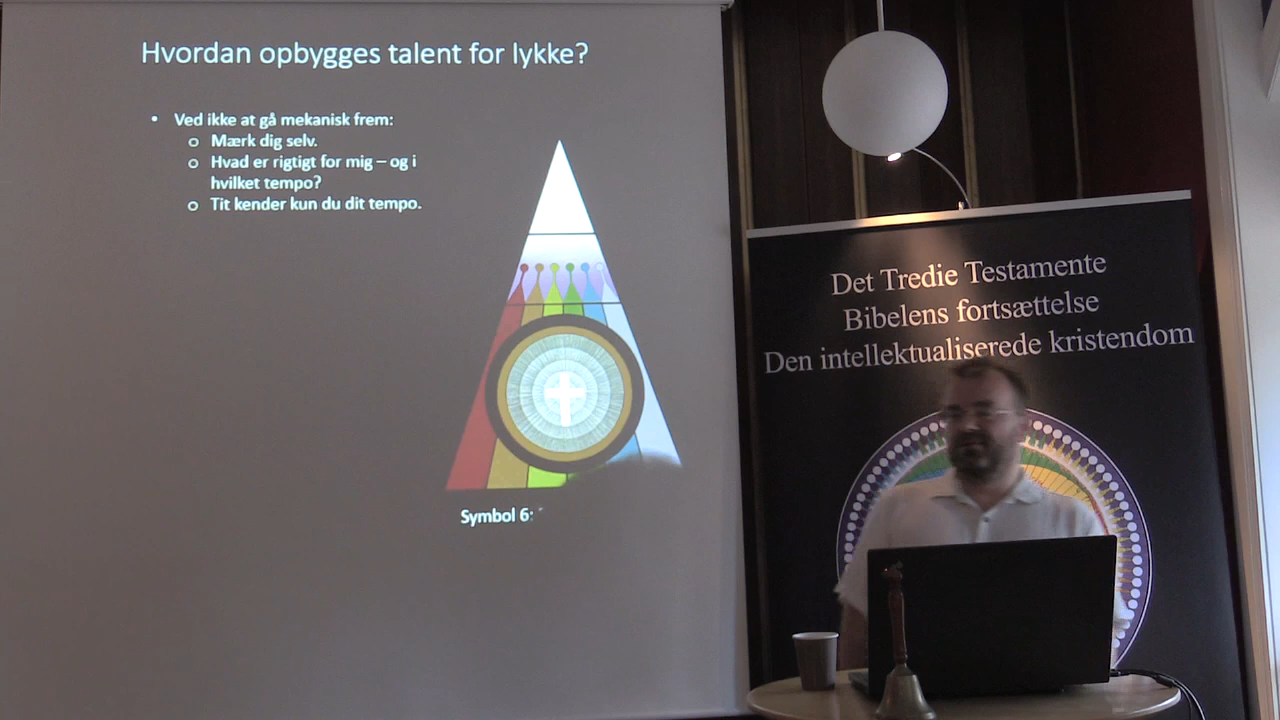 Hvordan opbygges talent for lykke?
• Ved ikke at gå mekanisk frem:
o Mærk dig selv.
o Hvad er rigtigt for mig – og i
hvilket tempo?
o Tit kender kun du dit tempo.
Symbol 6:
Det Tredie Testamente
Bibelens fortsættelse
Den intellektualiserede kristendom